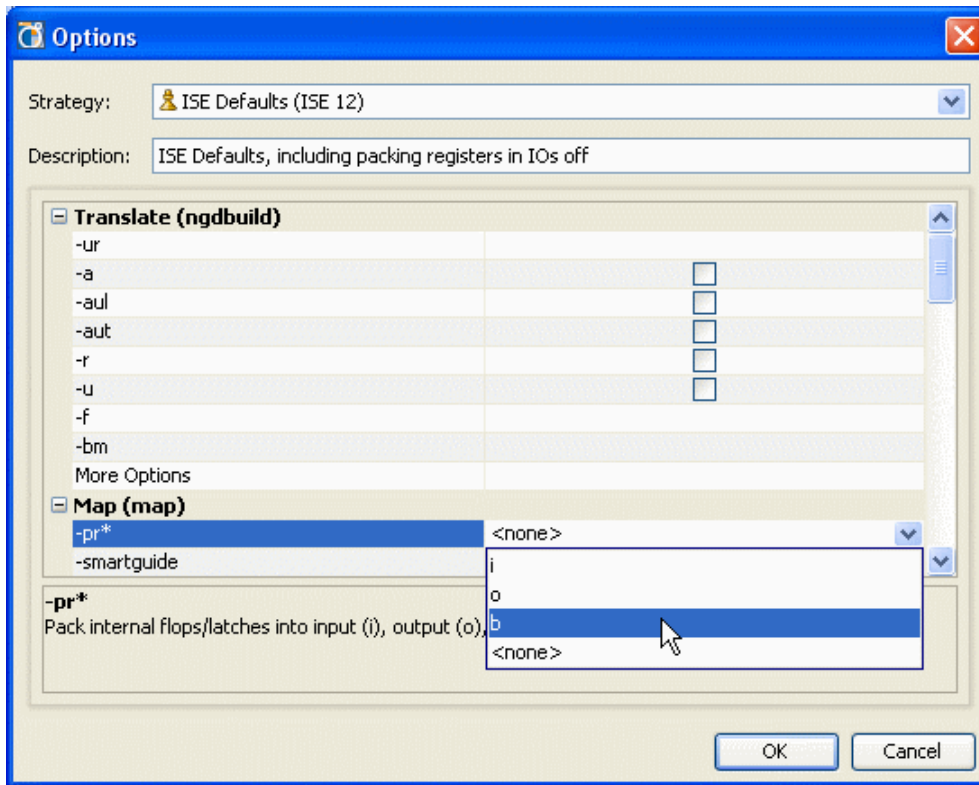 Options
Strategy: ISE Defaults (ISE 12)
Description: ISE Defaults, including packing registers in IOs off
Translate (ngdbuild)
-ur
-a
-aul
-aut
-r
-u
-f
-bm
More Options
Map (map)
-pr* <none>
-smartguide
i
o
b
<none>
-pr*
Pack internal flops/latches into input (i), output (o),
OK Cancel